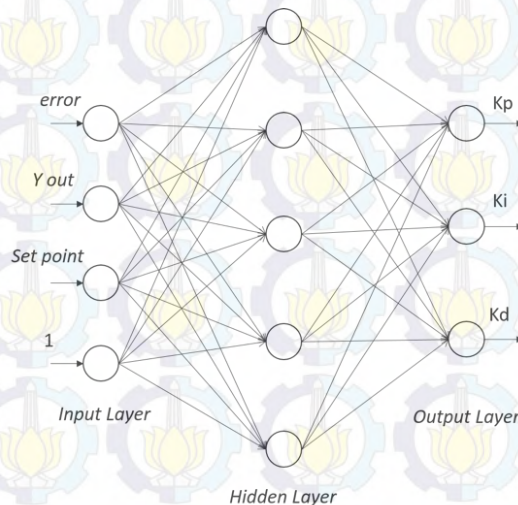 error
Kp
Y out
Ki
Set point
1
Kd
Input Layer
Output Layer
Hidden Layer